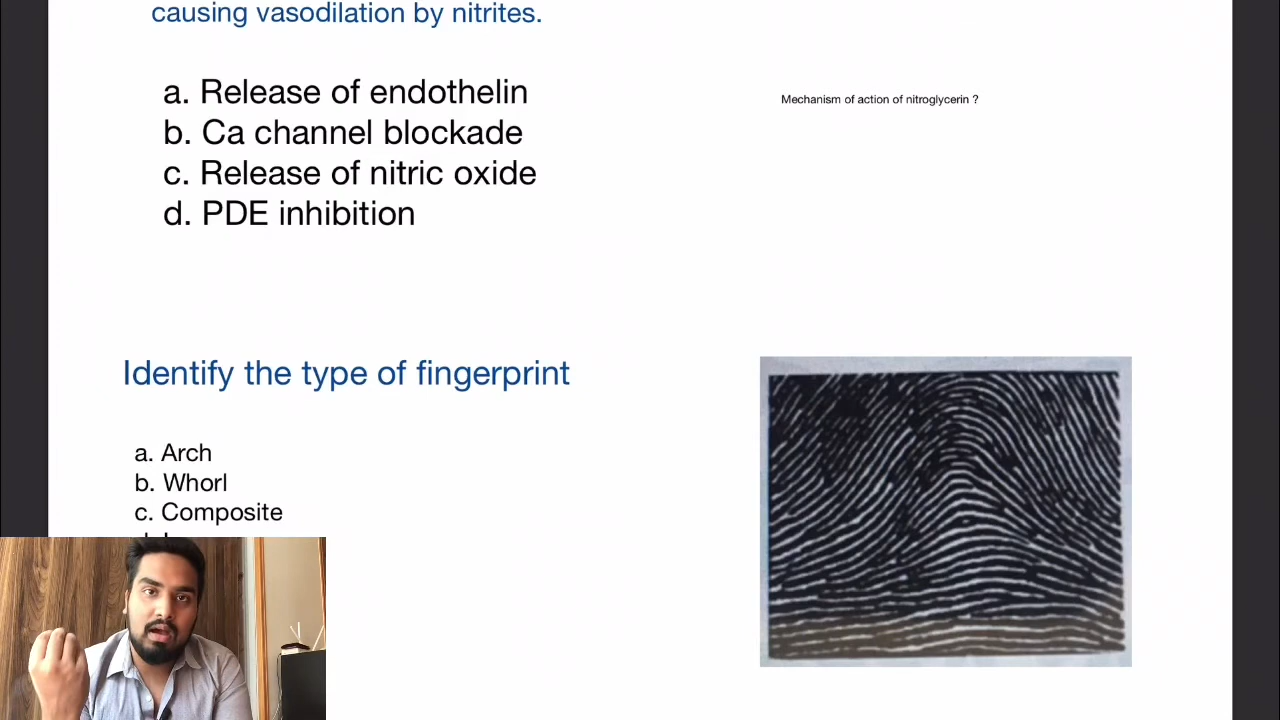 causing vasodilation by nitrites.
a. Release of endothelin
b. Ca channel blockade
c. Release of nitric oxide
d. PDE inhibition
Mechanism of action of nitroglycerin ?
Identify the type of fingerprint
a. Arch
b. Whorl
c. Composite